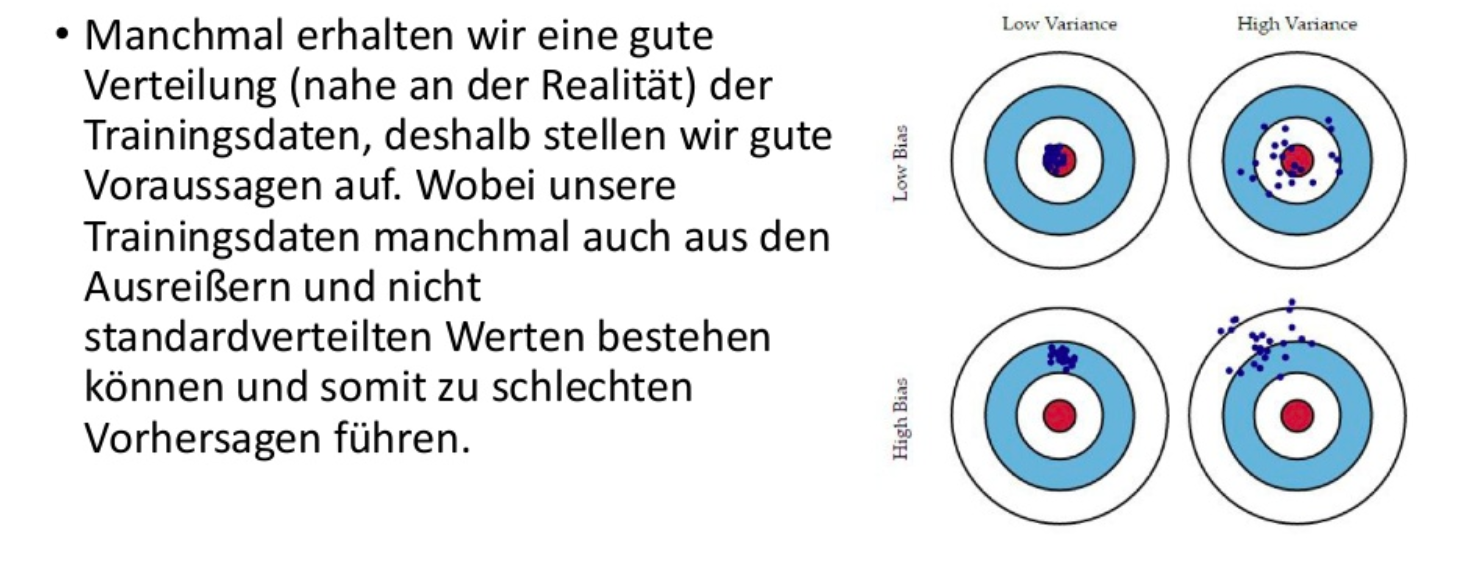 • Manchmal erhalten wir eine gute
Verteilung (nahe an der Realität) der
Trainingsdaten, deshalb stellen wir gute
Voraussagen auf. Wobei unsere
Trainingsdaten manchmal auch aus den
Ausreißern und nicht
standardverteilten Werten bestehen
können und somit zu schlechten
Vorhersagen führen.
Low Variance
High Variance
Low Bias
High Bias